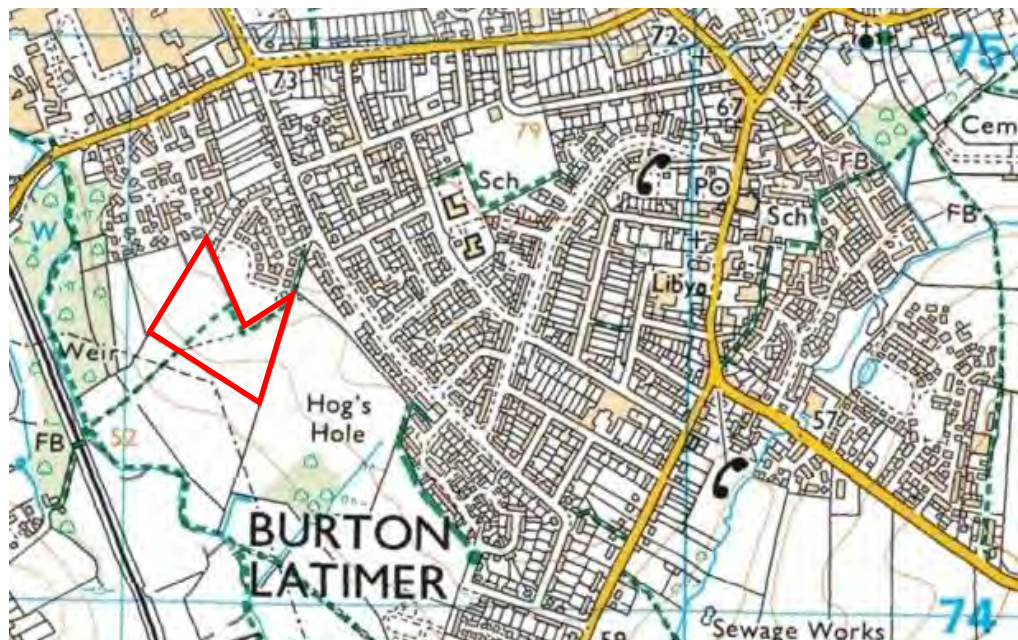 72
75
73
67
79
Cem
FB
Sch
PO
W
Sch
FB
Liby
Weir
Hog's
Hole
57
FB
52
BURTON
LATIMER
74
Sewage Works